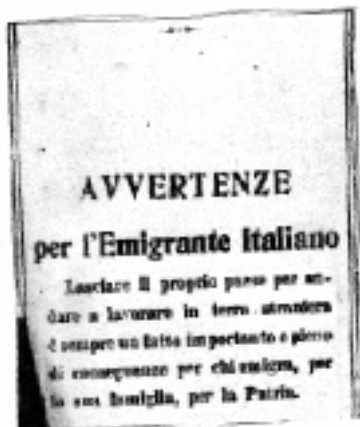 AVVERTENZE
per l'Emigrante Italiano
Lasciare il proprio paese per an-
dare a lavorare in terra straniera
è sempre un fatto importante e pieno
di conseguenze per chi emigra, per
la sua famiglia, per la Patria.